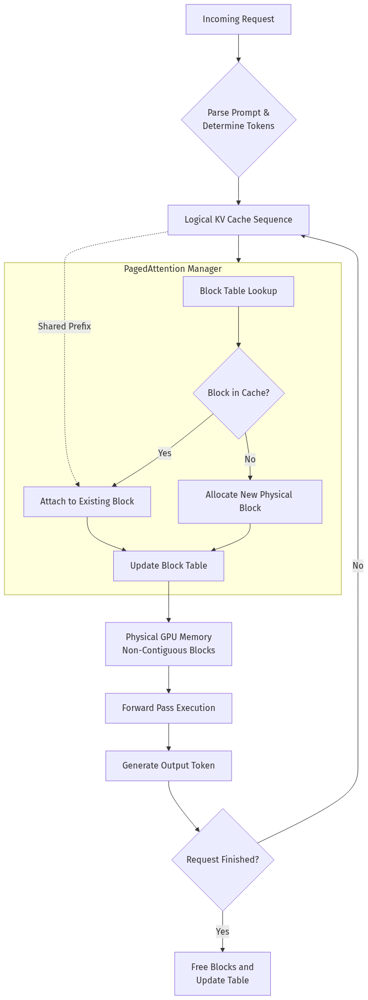 Incoming Request
Parse Prompt &
Determine Tokens
Logical KV Cache Sequence
PagedAttention Manager
Block Table Lookup
Shared Prefix
Block in Cache?
Yes
No
Attach to Existing Block
Allocate New Physical
Block
Update Block Table
No
Physical GPU Memory
Non-Contiguous Blocks
Forward Pass Execution
Generate Output Token
Request Finished?
Yes
Free Blocks and
Update Table